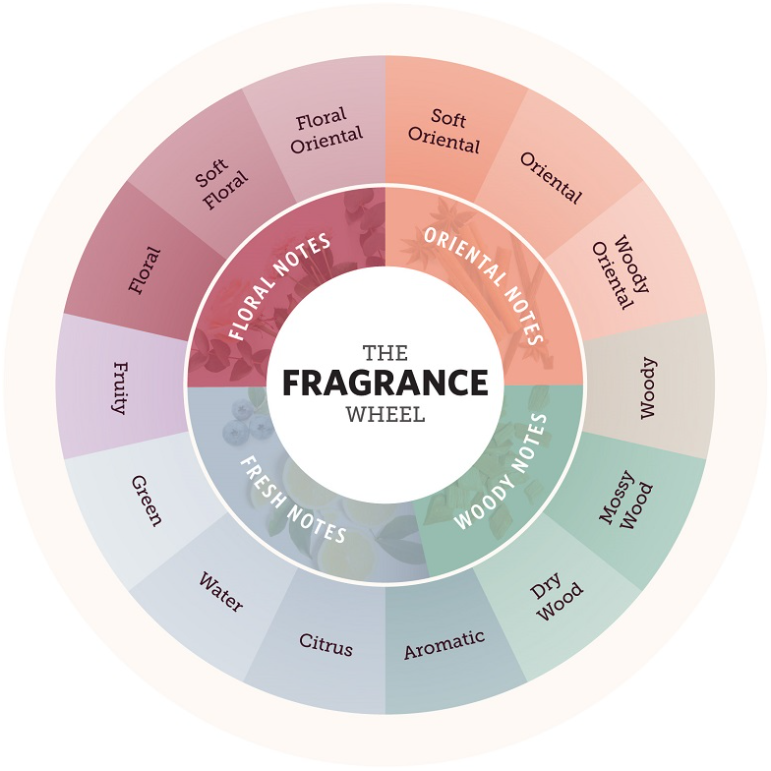 THE
FRAGRANCE
WHEEL
FLORAL NOTES
ORIENTAL NOTES
WOODY NOTES
FRESH NOTES
Soft
Oriental
Oriental
Woody
Oriental
Woody
Mossy
Wood
Dry
Wood
Aromatic
Citrus
Water
Green
Fruity
Floral
Soft
Floral
Floral
Oriental